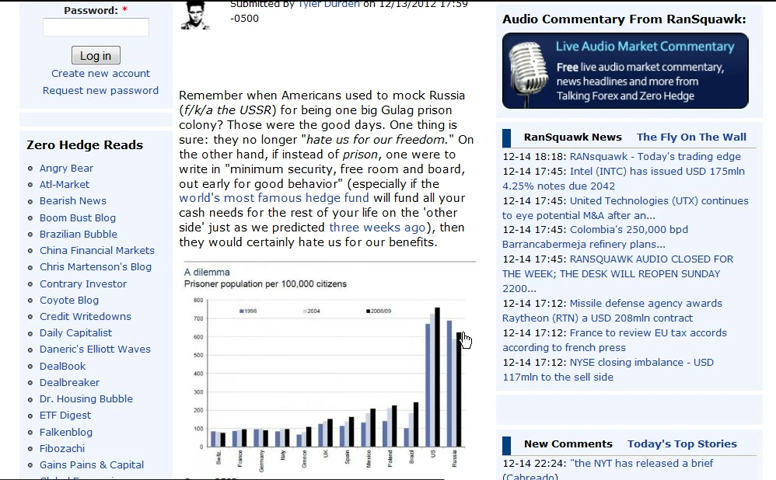 Password: *
Log in
Create new account
Request new password
Zero Hedge Reads
Angry Bear
Atl-Market
Bearish News
Boom Bust Blog
Brazilian Bubble
China Financial Markets
Chris Martenson's Blog
Contrary Investor
Coyote Blog
Credit Writedowns
Daily Capitalist
Daneric's Elliott Waves
DealBook
Dealbreaker
Dr. Housing Bubble
ETF Digest
Falkenblog
Fibozachi
Gains Pains & Capital
Submitted by Tyler Durden on 12/13/2012 17:59
-0500
Remember when Americans used to mock Russia
(f/k/a the USSR) for being one big Gulag prison
colony? Those were the good days. One thing is
sure: they no longer "hate us for our freedom." On
the other hand, if instead of prison, one were to
write in "minimum security, free room and board,
out early for good behavior" (especially if the
world's most famous hedge fund will fund all your
cash needs for the rest of your life on the 'other
side' just as we predicted three weeks ago), then
they would certainly hate us for our benefits.
A dilemma
Prisoner population per 100,000 citizens
800
700
600
500
400
300
200
100
0
1998 2004 2008/09
Switz. France Germany Italy Greece UK Spain Mexico Poland Brazil US Russia
Audio Commentary From RanSquawk:
Live Audio Market Commentary
Free live audio market commentary,
news headlines and more from
Talking Forex and Zero Hedge
RanSquawk News The Fly On The Wall
12-14 18:18: RANsquawk - Today's trading edge
12-14 17:45: Intel (INTC) has issued USD 175mln
4.25% notes due 2042
12-14 17:45: United Technologies (UTX) continues
to eye potential M&A after an...
12-14 17:45: Colombia's 250,000 bpd
Barrancabermeja refinery plans...
12-14 17:45: RANSQUAWK AUDIO CLOSED FOR
THE WEEK; THE DESK WILL REOPEN SUNDAY
2200...
12-14 17:12: Missile defense agency awards
Raytheon (RTN) a USD 208mln contract
12-14 17:12: France to review EU tax accords
according to french press
12-14 17:12: NYSE closing imbalance - USD
117mln to the sell side
New Comments Today's Top Stories
12-14 22:24: "the NYT has released a brief
(Cabreado)